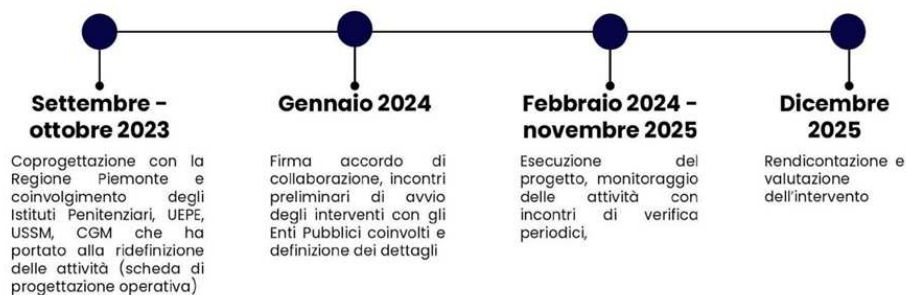 Settembre -
ottobre 2023
Coprogettazione con la
Regione Piemonte e
coinvolgimento degli
Istituti Penitenziari, UEPE,
USSM, CGM che ha
portato alla ridefinizione
delle attività (scheda di
progettazione operativa)
Gennaio 2024
Firma accordo di
collaborazione, incontri
preliminari di avvio
degli interventi con gli
Enti Pubblici coinvolti e
definizione dei dettagli
Febbraio 2024 -
novembre 2025
Esecuzione del
progetto, monitoraggio
delle attività con
incontri di verifica
periodici,
Dicembre
2025
Rendicontazione e
valutazione
dell'intervento